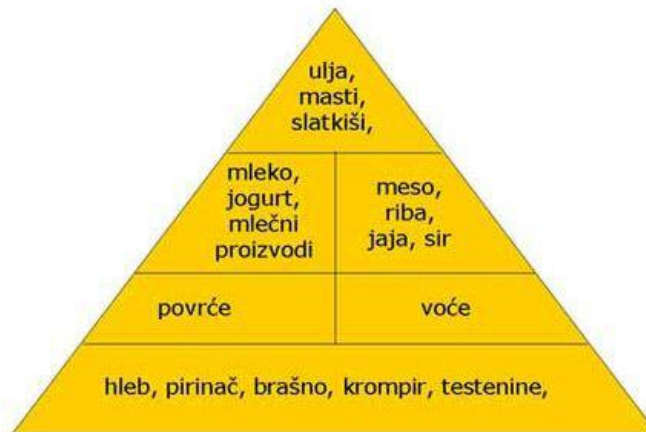 ulja,
masti,
slatkiši,
mleko,
jogurt,
mlečni
proizvodi
meso,
riba,
jaja, sir
povrće
voće
hleb, pirinač, brašno, krompir, testenine,